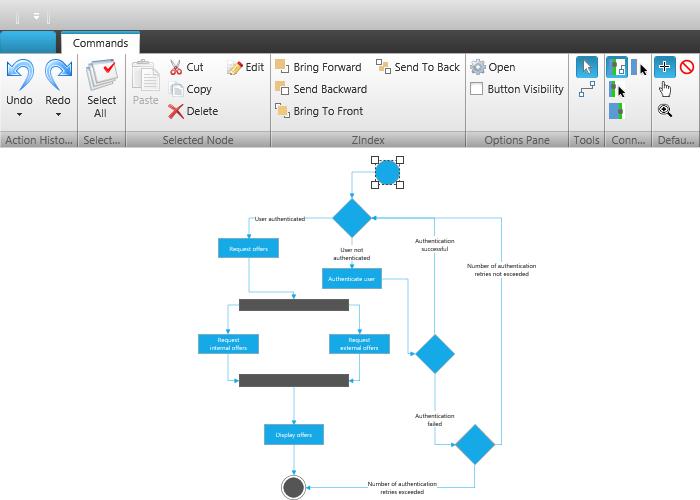 Commands
Undo
Redo
Select
All
Paste
Cut
Copy
Delete
Edit
Bring Forward
Send Backward
Bring To Front
Send To Back
Open
Button Visibility
Action Histo...
Select...
Selected Node
ZIndex
Options Pane
Tools
Conn...
Defau...
User authenticated
Request offers
User not
authenticated
Authentication
successful
Number of authentication
retries not exceeded
Authenticate user
Request
internal offers
Request
external offers
Authentication
failed
Display offers
Number of authentication
retries exceeded